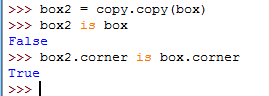 >>> box2 = copy.copy(box)
>>> box2 is box
False
>>> box2.corner is box.corner
True
>>>